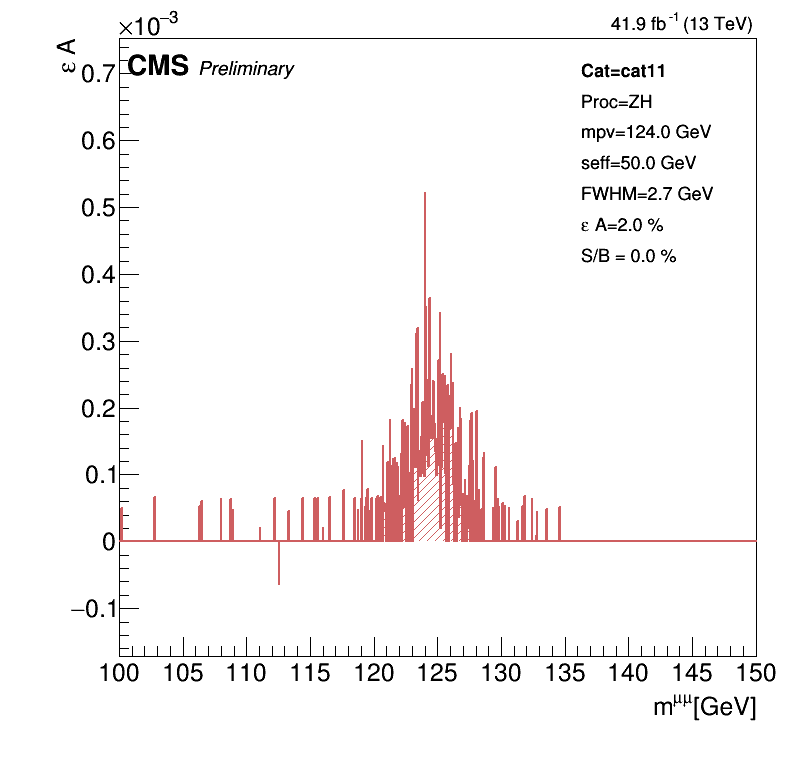 ×10⁻³
41.9 fb⁻¹ (13 TeV)
ε A
CMS Preliminary
Cat=cat11
Proc=ZH
mpv=124.0 GeV
seff=50.0 GeV
FWHM=2.7 GeV
ε A=2.0 %
S/B = 0.0 %
0.7
0.6
0.5
0.4
0.3
0.2
0.1
0
−0.1
100 105 110 115 120 125 130 135 140 145 150
m^μμ[GeV]